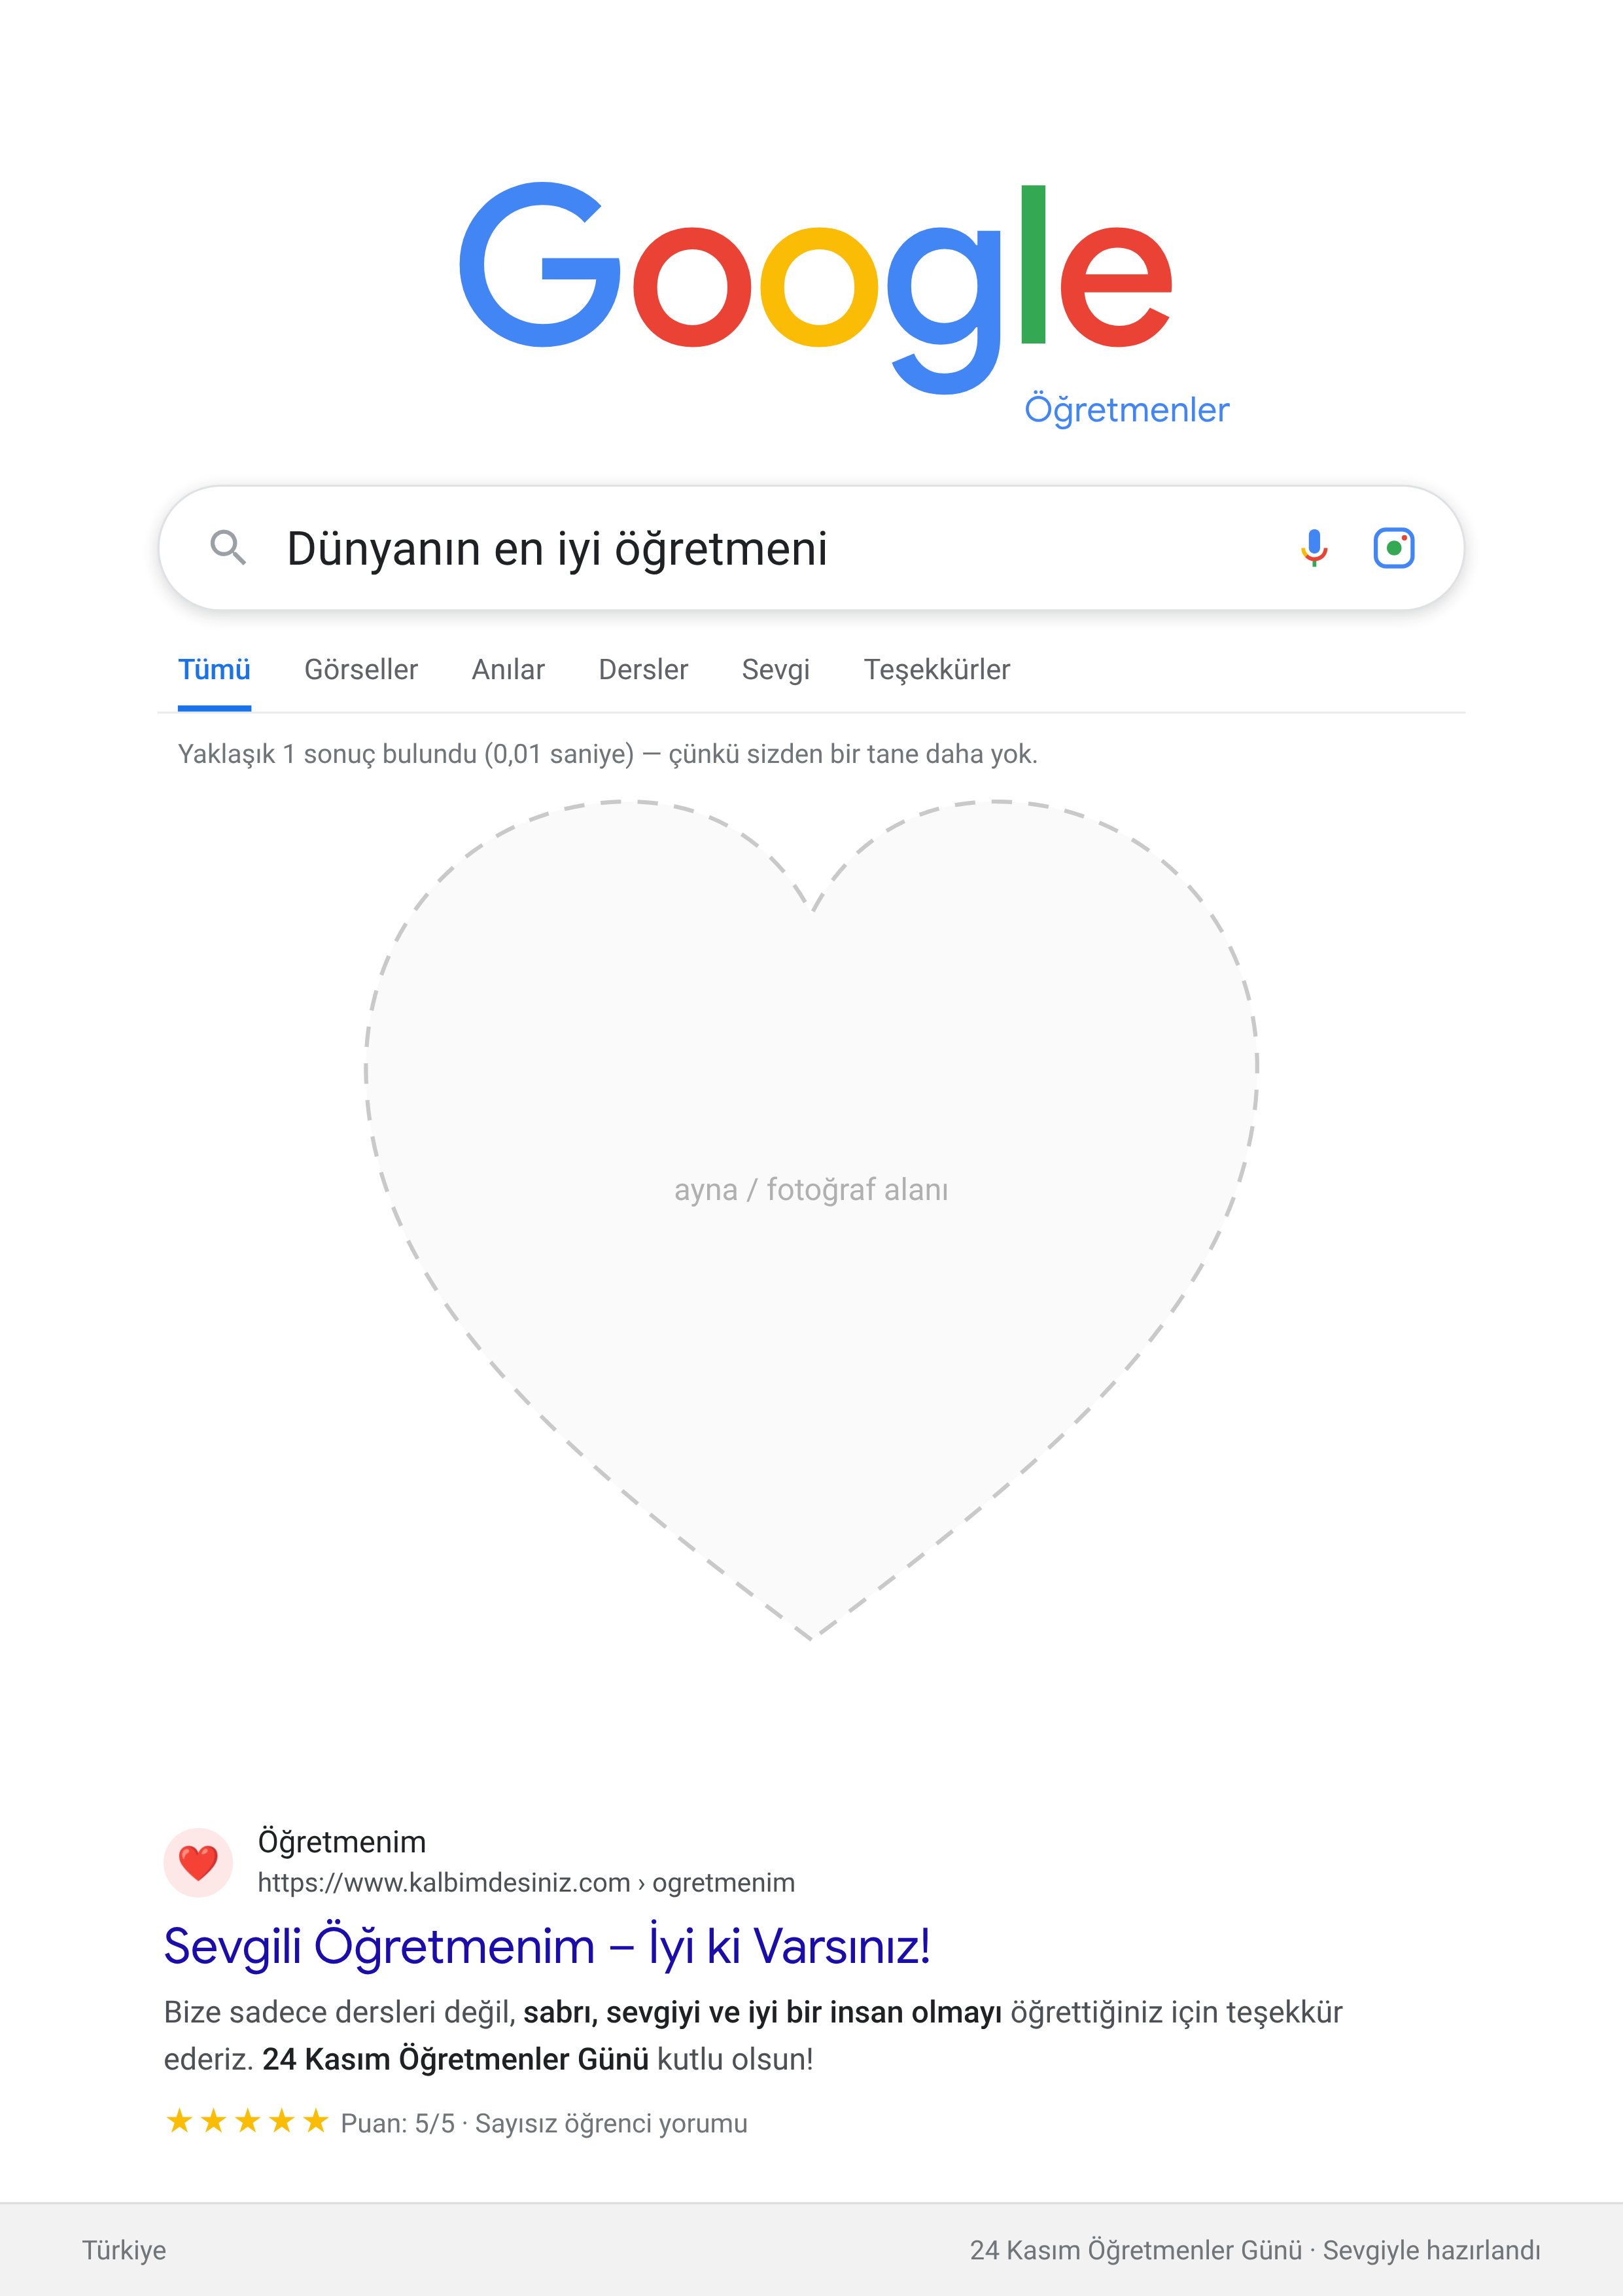 Google
Öğretmenler
Dünyanın en iyi öğretmeni
Tümü Görseller Anılar Dersler Sevgi Teşekkürler
Yaklaşık 1 sonuç bulundu (0,01 saniye) — çünkü sizden bir tane daha yok.
ayna / fotoğraf alanı
Öğretmenim
https://www.kalbimdesiniz.com › ogretmenim
Sevgili Öğretmenim – İyi ki Varsınız!
Bize sadece dersleri değil, sabrı, sevgiyi ve iyi bir insan olmayı öğrettiğiniz için teşekkür
ederiz. 24 Kasım Öğretmenler Günü kutlu olsun!
★★★★★ Puan: 5/5 · Sayısız öğrenci yorumu
Türkiye 24 Kasım Öğretmenler Günü · Sevgiyle hazırlandı